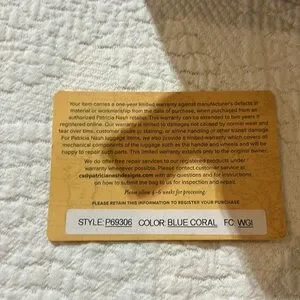 Your item carries a one-year limited warranty against manufacturer's defects in
material or workmanship from the date of purchase, when purchased from an
authorized Patricia Nash retailer. This warranty can be extended to two years if
registered online. Our warranty is limited to damages not caused by normal wear and
tear over time, customer misuse or staining, or airline handling or other transit damage.
For Patricia Nash luggage items, we also provide a limited warranty which covers all
mechanical components of the luggage such as the handles and wheels and will be
happy to repair such parts. This limited warranty extends only to the original owner.
We do offer free repair services to our registered products under
warranty whenever possible. Please contact customer service at
cs@patricianashdesigns.com with any questions and for instructions
on how to submit the bag to us for inspection and repair.
Please allow 4-6 weeks for processing.
PLEASE RETAIN THIS INFORMATION TO REGISTER YOUR PURCHASE
STYLE: P69306 COLOR: BLUE CORAL FC: WGI